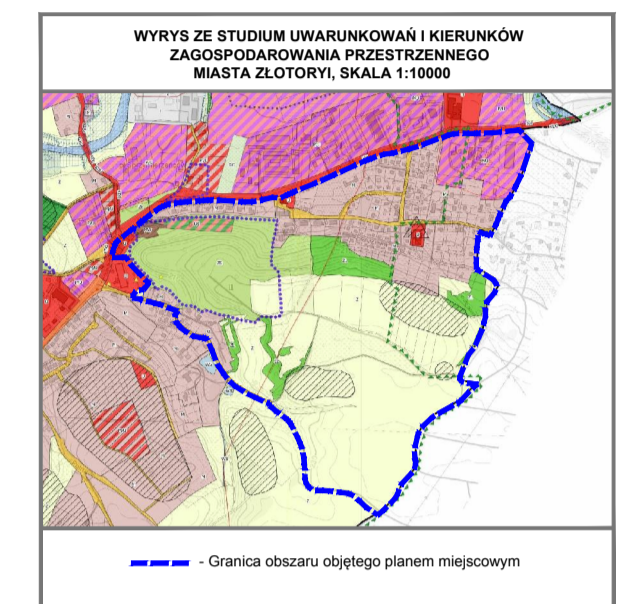 WYRYS ZE STUDIUM UWARUNKOWAŃ I KIERUNKÓW
ZAGOSPODAROWANIA PRZESTRZENNEGO
MIASTA ZŁOTORYI, SKALA 1:10000
- Granica obszaru objętego planem miejscowym